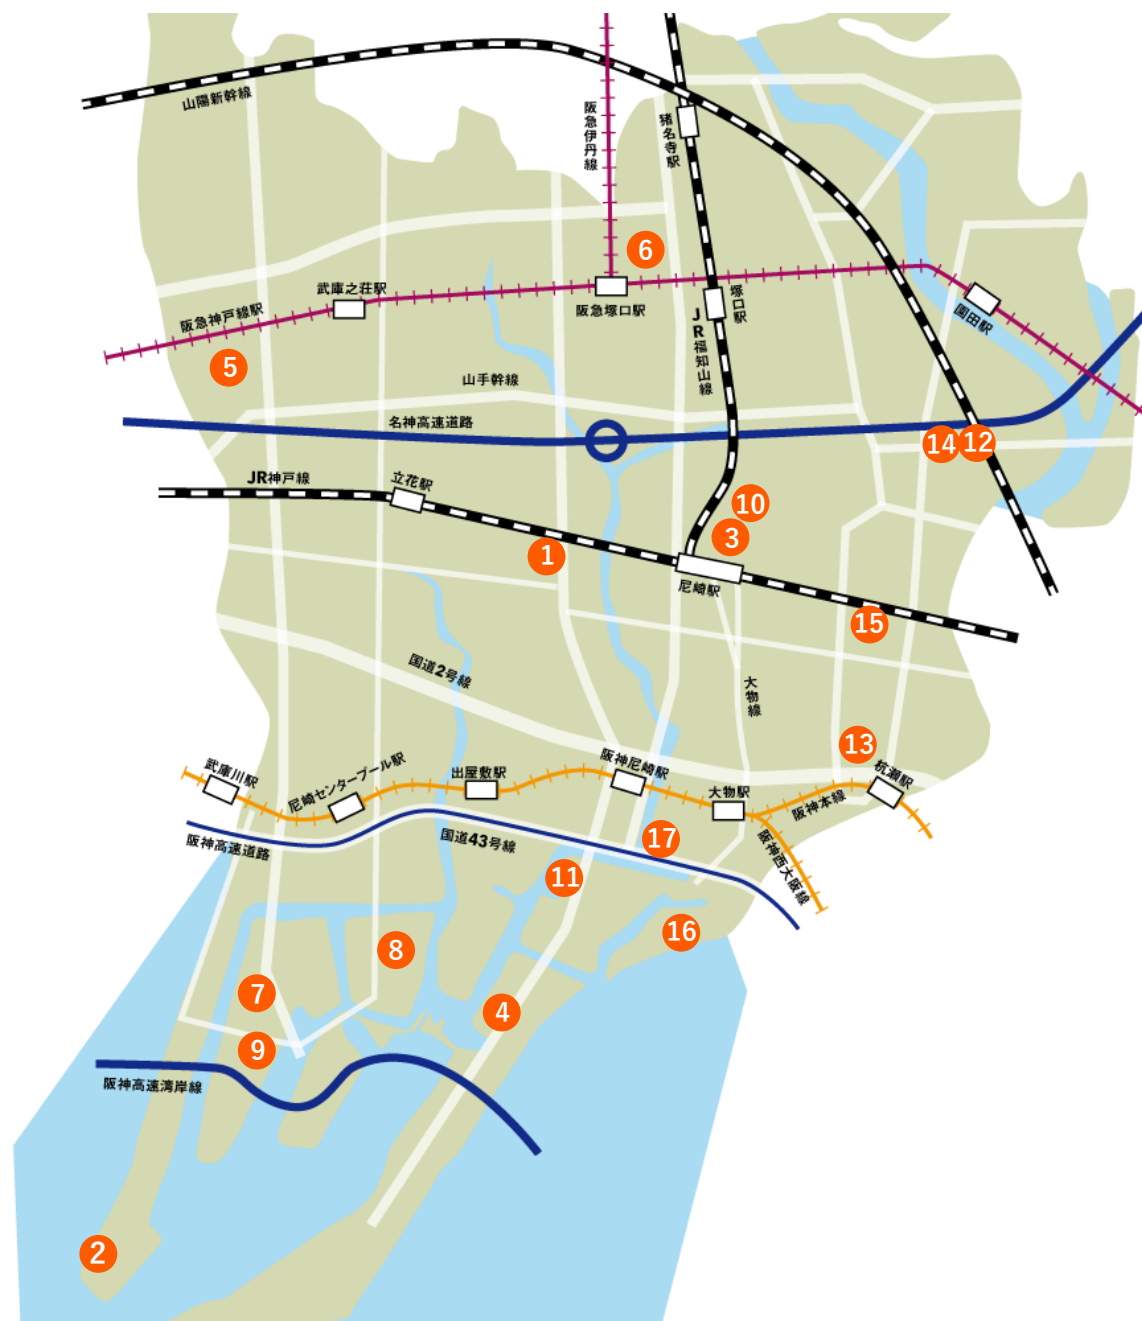 山陽新幹線
阪急伊丹線
猪名寺駅
6
武庫之荘駅
阪急塚口駅
塚口駅
園田駅
阪急神戸線駅
JR福知山線
5
山手幹線
名神高速道路
14
12
JR神戸線
立花駅
10
3
1
尼崎駅
15
国道2号線
大物線
13
武庫川駅
尼崎センタープール駅
出屋敷駅
阪神尼崎駅
大物駅
杭瀬駅
阪神本線
阪神高速道路
国道43号線
17
阪神西大阪線
11
16
8
7
4
9
阪神高速湾岸線
2